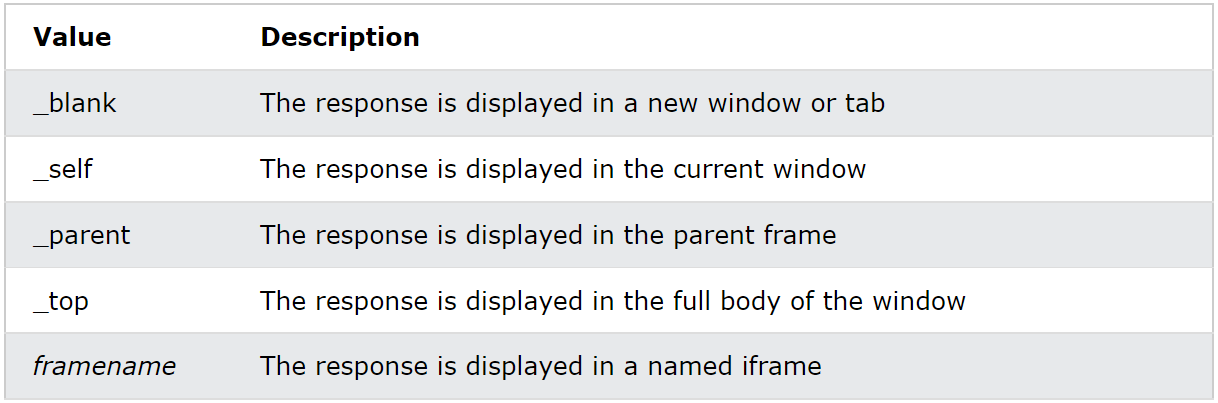 Value Description
_blank The response is displayed in a new window or tab
_self The response is displayed in the current window
_parent The response is displayed in the parent frame
_top The response is displayed in the full body of the window
framename The response is displayed in a named iframe